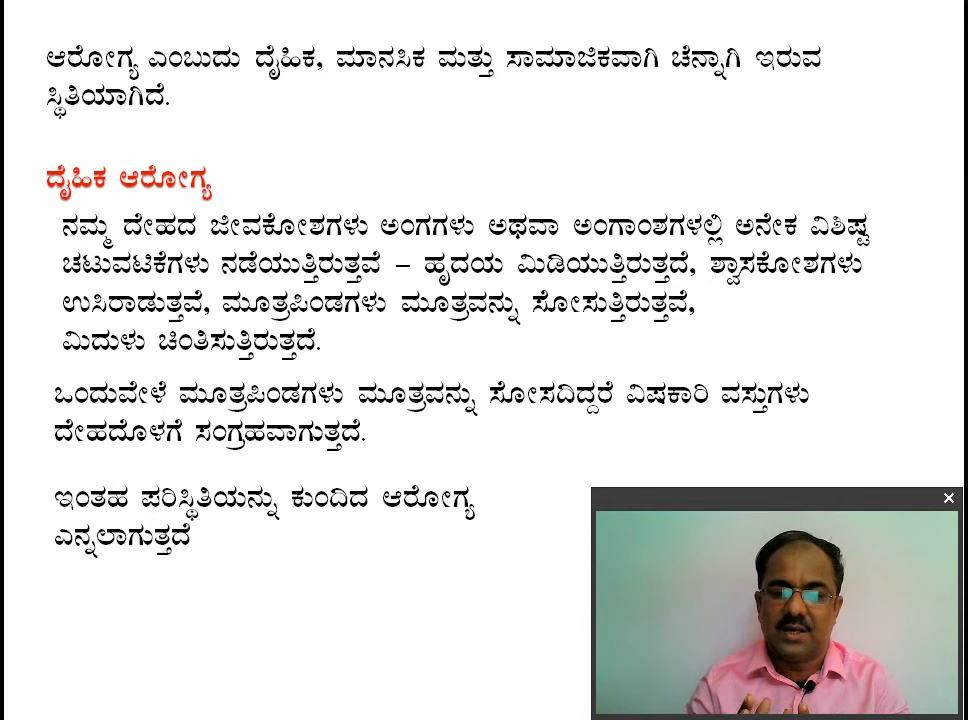 ಆರೋಗ್ಯ ಎಂಬುದು ದೈಹಿಕ, ಮಾನಸಿಕ ಮತ್ತು ಸಾಮಾಜಿಕವಾಗಿ ಚೆನ್ನಾಗಿ ಇರುವ
ಸ್ಥಿತಿಯಾಗಿದೆ.
ದೈಹಿಕ ಆರೋಗ್ಯ
ನಮ್ಮ ದೇಹದ ಜೀವಕೋಶಗಳು ಅಂಗಗಳು ಅಥವಾ ಅಂಗಾಂಶಗಳಲ್ಲಿ ಅನೇಕ ವಿಶಿಷ್ಟ
ಚಟುವಟಿಕೆಗಳು ನಡೆಯುತ್ತಿರುತ್ತವೆ – ಹೃದಯ ಮಿಡಿಯುತ್ತಿರುತ್ತದೆ, ಶ್ವಾಸಕೋಶಗಳು
ಉಸಿರಾಡುತ್ತವೆ, ಮೂತ್ರಪಿಂಡಗಳು ಮೂತ್ರವನ್ನು ಸೋಸುತ್ತಿರುತ್ತವೆ,
ಮಿದುಳು ಚಿಂತಿಸುತ್ತಿರುತ್ತದೆ.
ಒಂದುವೇಳೆ ಮೂತ್ರಪಿಂಡಗಳು ಮೂತ್ರವನ್ನು ಸೋಸದಿದ್ದರೆ ವಿಷಕಾರಿ ವಸ್ತುಗಳು
ದೇಹದೊಳಗೆ ಸಂಗ್ರಹವಾಗುತ್ತದೆ.
ಇಂತಹ ಪರಿಸ್ಥಿತಿಯನ್ನು ಕುಂದಿದ ಆರೋಗ್ಯ
ಎನ್ನಲಾಗುತ್ತದೆ